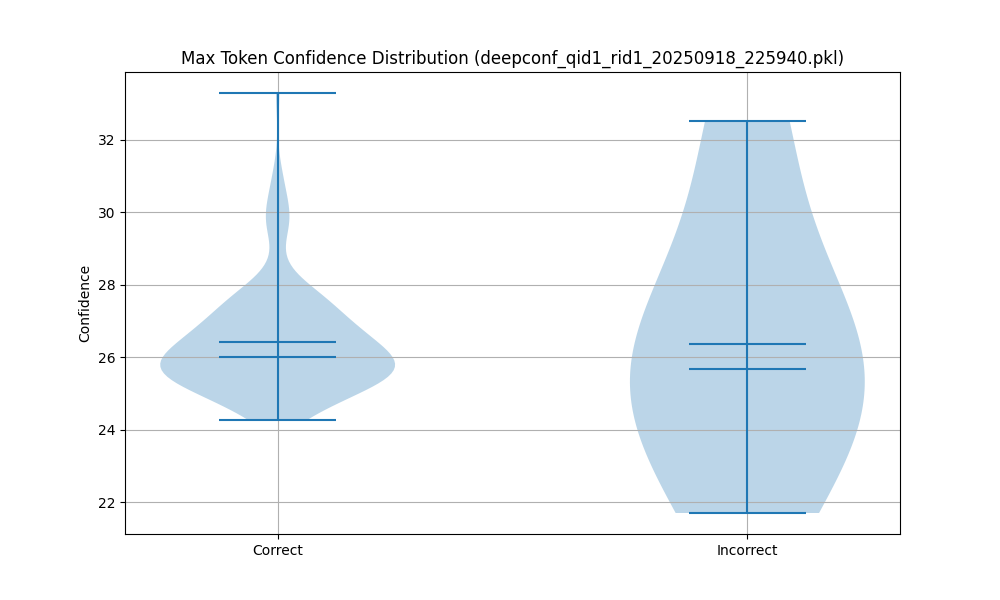 Max Token Confidence Distribution (deepconf_qid1_rid1_20250918_225940.pkl)
Confidence
32
30
28
26
24
22
Correct Incorrect